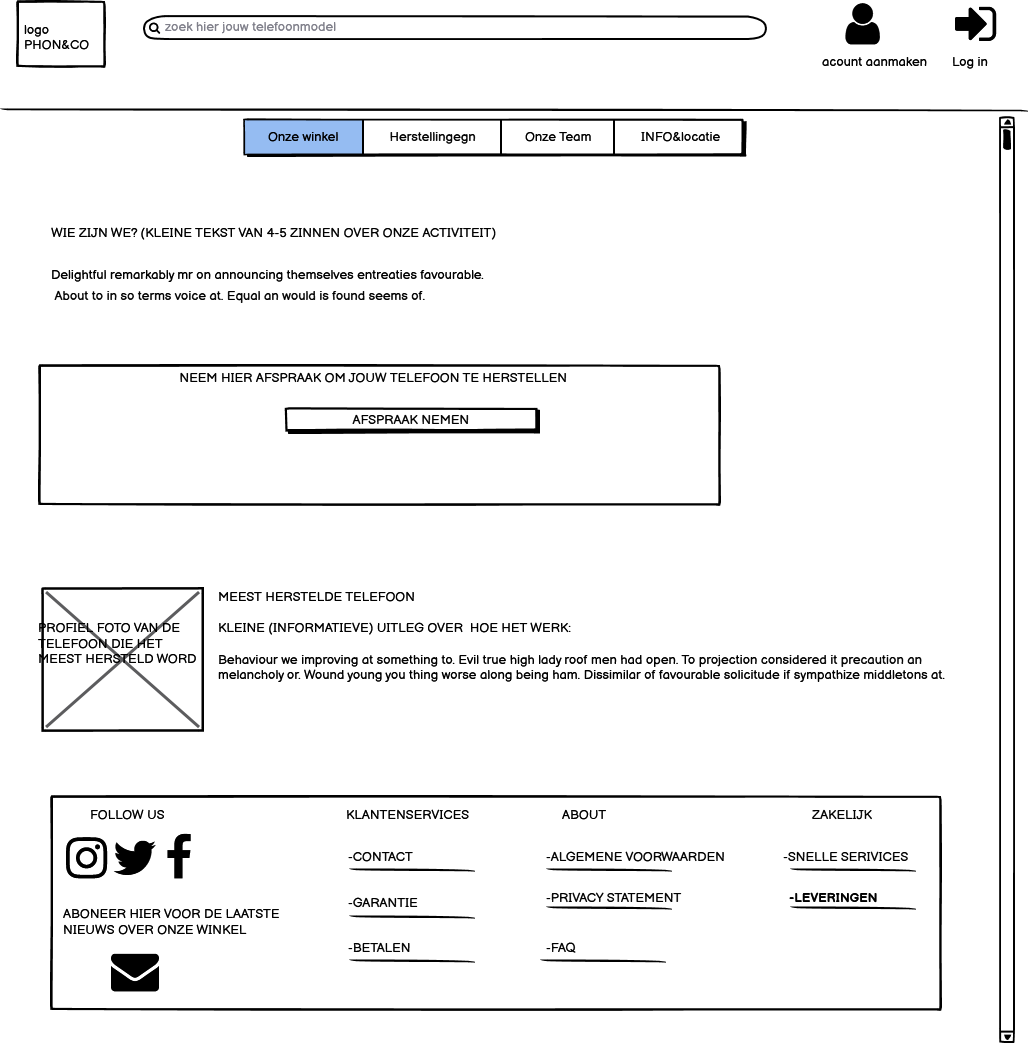 logo
PHON&CO
zoek hier jouw telefoonmodel
acount aanmaken
Log in
Onze winkel
Herstellingegn
Onze Team
INFO&locatie
WIE ZIJN WE? (KLEINE TEKST VAN 4-5 ZINNEN OVER ONZE ACTIVITEIT)
Delightful remarkably mr on announcing themselves entreaties favourable.
About to in so terms voice at. Equal an would is found seems of.
NEEM HIER AFSPRAAK OM JOUW TELEFOON TE HERSTELLEN
AFSPRAAK NEMEN
PROFIEL FOTO VAN DE
TELEFOON DIE HET
MEEST HERSTELD WORD
MEEST HERSTELDE TELEFOON
KLEINE (INFORMATIEVE) UITLEG OVER HOE HET WERK:
Behaviour we improving at something to. Evil true high lady roof men had open. To projection considered it precaution an
melancholy or. Wound young you thing worse along being ham. Dissimilar of favourable solicitude if sympathize middletons at.
FOLLOW US
ABONEER HIER VOOR DE LAATSTE
NIEUWS OVER ONZE WINKEL
KLANTENSERVICES
-CONTACT
-GARANTIE
-BETALEN
ABOUT
-ALGEMENE VOORWAARDEN
-PRIVACY STATEMENT
-FAQ
ZAKELIJK
-SNELLE SERIVICES
-LEVERINGEN